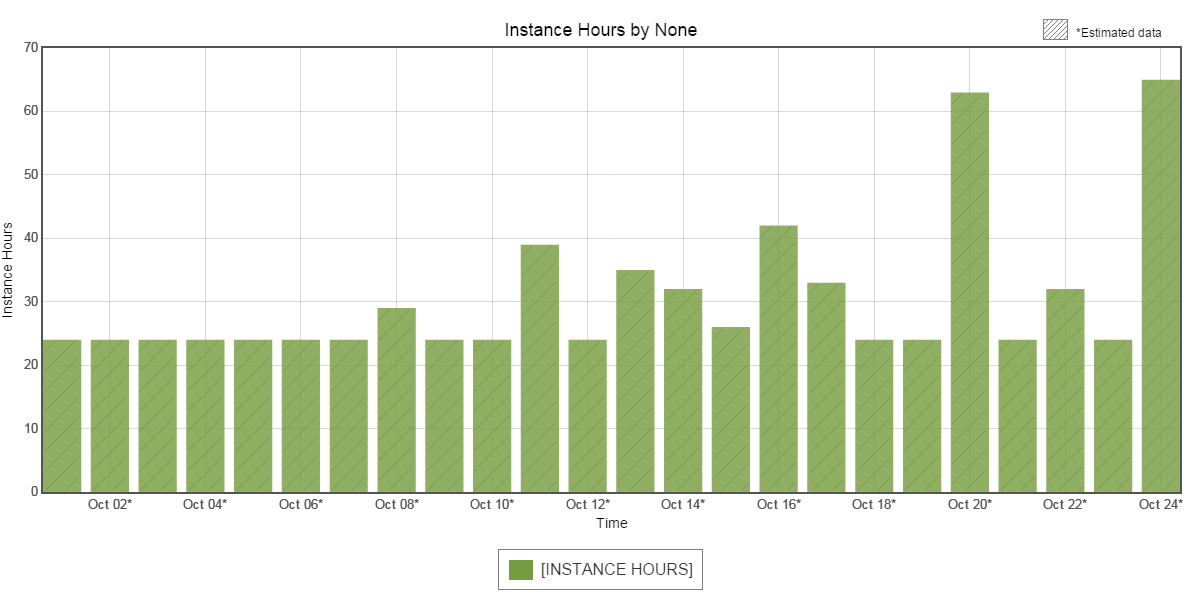 Instance Hours by None
*Estimated data
70
60
50
40
30
20
10
0
Instance Hours
Oct 02* Oct 04* Oct 06* Oct 08* Oct 10* Oct 12* Oct 14* Oct 16* Oct 18* Oct 20* Oct 22* Oct 24*
Time
[INSTANCE HOURS]